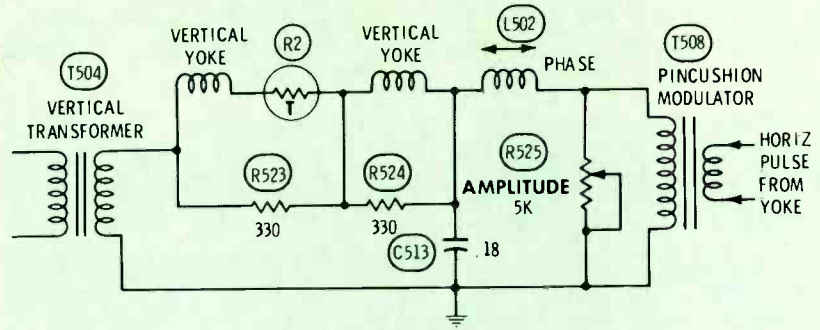 L502
VERTICAL
YOKE
R2
VERTICAL
YOKE
T508
T504
PHASE
PINCUSHION
MODULATOR
VERTICAL
TRANSFORMER
T
R523
R524
R525
AMPLITUDE
5K
HORIZ
PULSE
FROM
YOKE
330
330
C513
.18